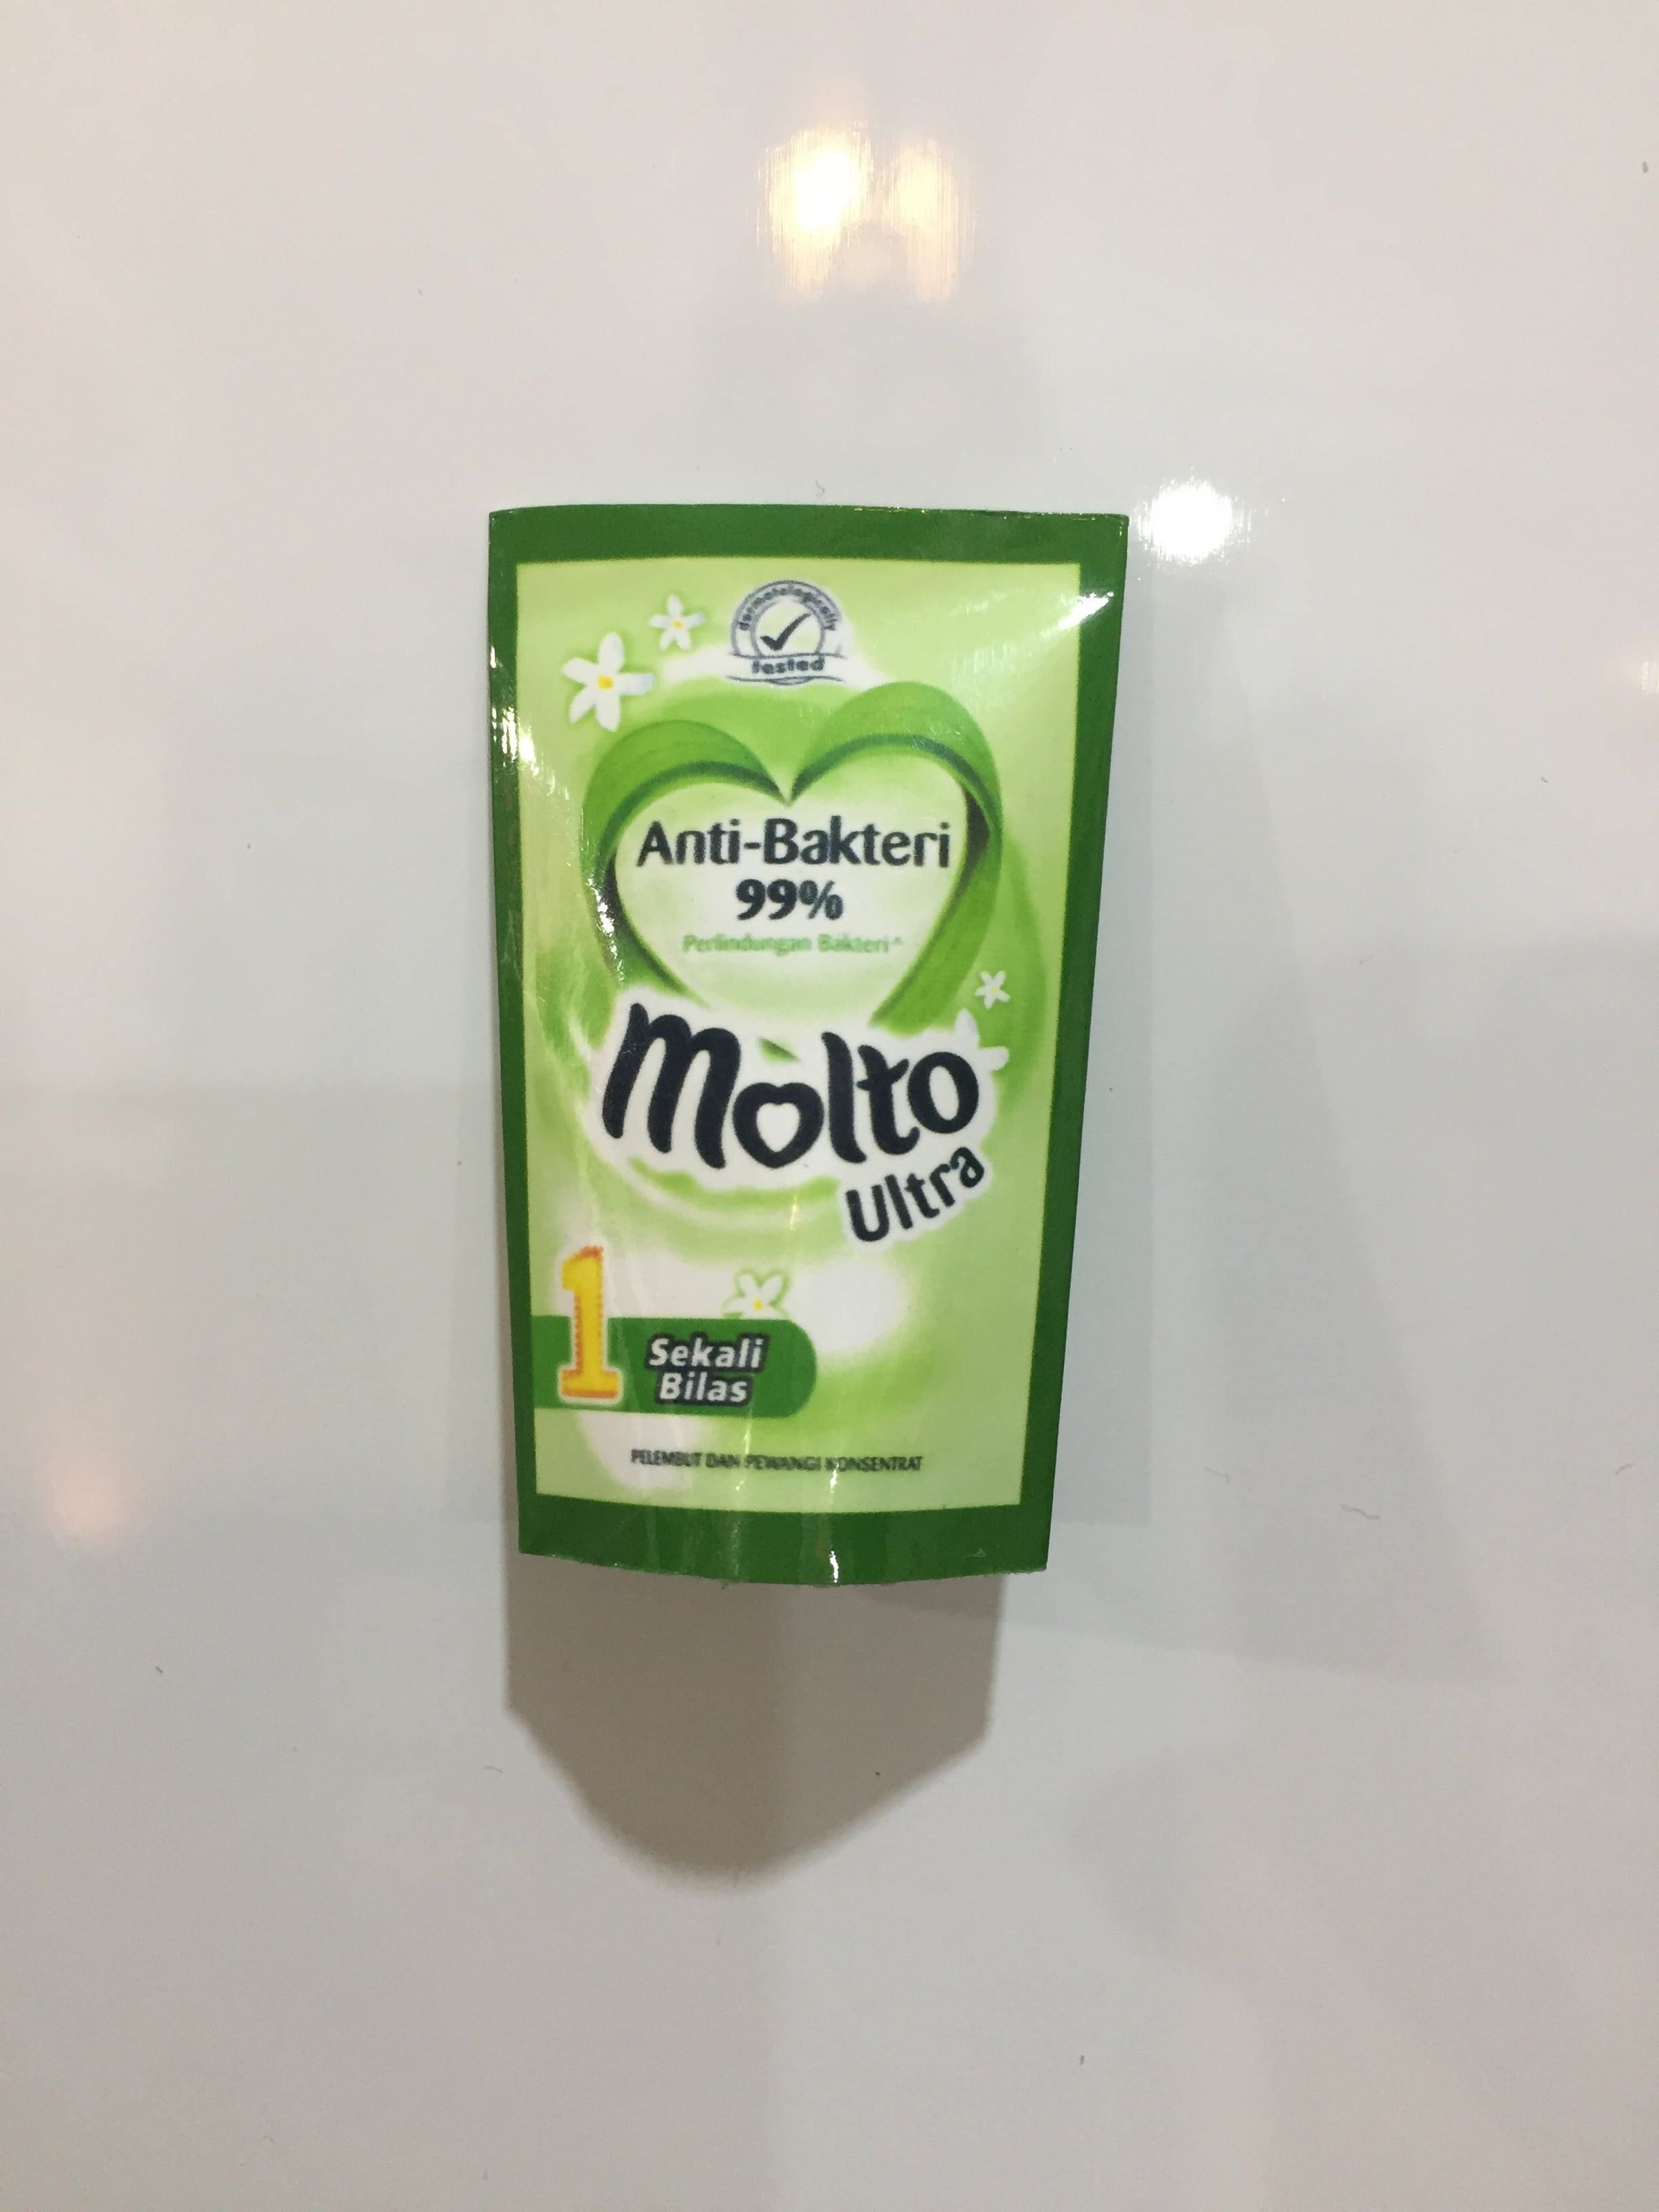 dermatologically
tested
Anti-Bakteri
99%
Perlindungan Bakteri^
Molto
Ultra
1 Sekali
Bilas
PELEMBUT DAN PEWANGI KONSENTRAT